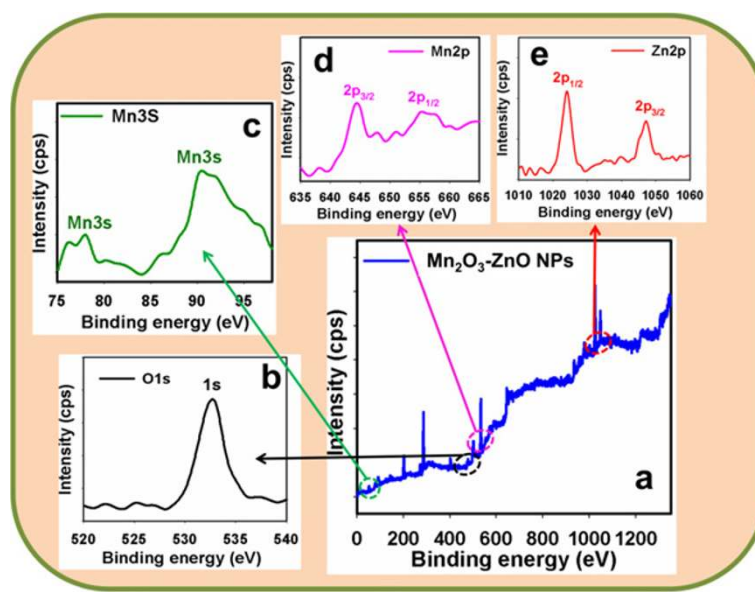 d
Mn2p
2p3/2
2p1/2
Intensity (cps)
635 640 645 650 655 660 665
Binding energy (eV)
e
Zn2p
2p1/2
2p3/2
Intensity (cps)
1010 1020 1030 1040 1050 1060
Binding energy (eV)
Mn3S
c
Mn3s
Mn3s
Intensity (cps)
75 80 85 90 95
Binding energy (eV)
O1s
b
1s
Intensity (cps)
520 525 530 535 540
Binding energy (eV)
Mn₂O₃-ZnO NPs
Intensity (cps)
a
0 200 400 600 800 1000 1200
Binding energy (eV)